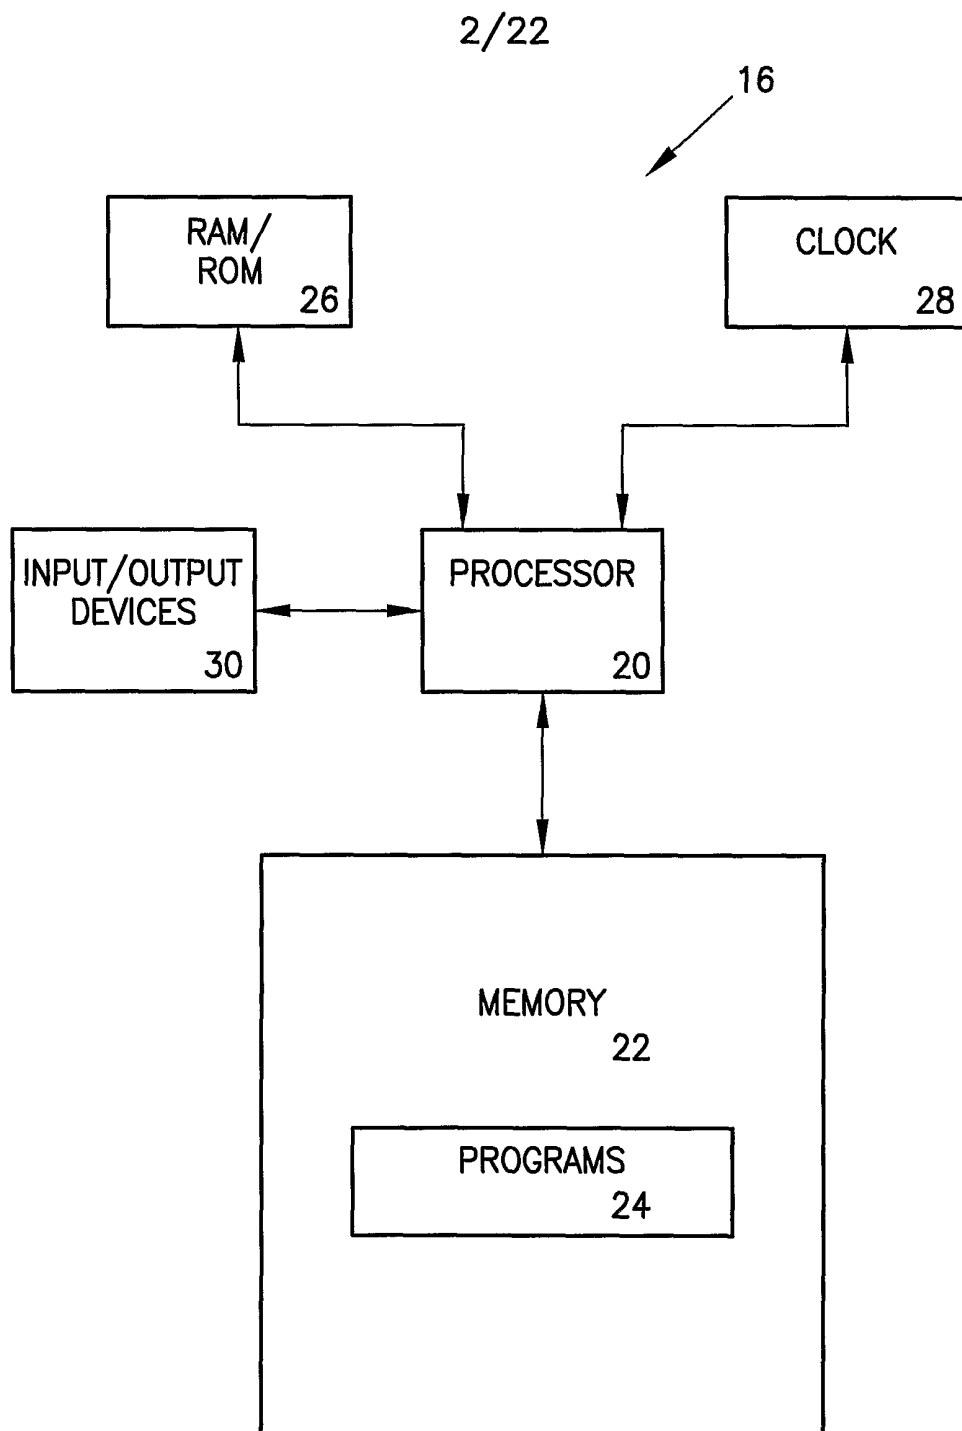 2/22
16
RAM/
ROM
26
CLOCK
28
INPUT/OUTPUT
DEVICES
30
PROCESSOR
20
MEMORY
22
PROGRAMS
24